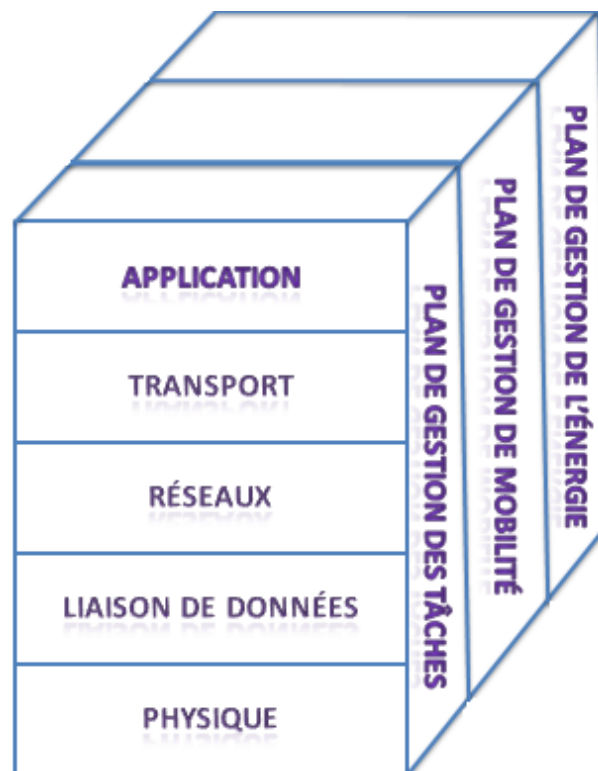 APPLICATION
TRANSPORT
RÉSEAUX
LIAISON DE DONNÉES
PHYSIQUE
PLAN DE GESTION DES TÂCHES
PLAN DE GESTION DE MOBILITÉ
PLAN DE GESTION DE L'ÉNERGIE